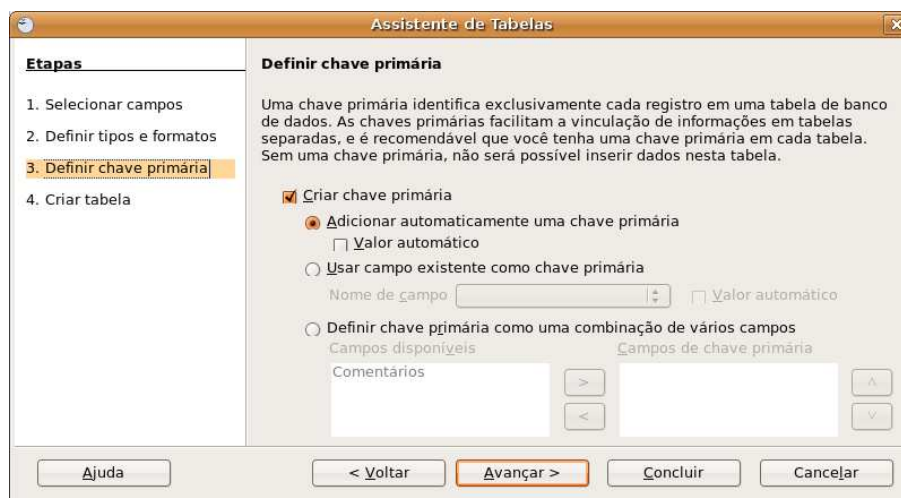 Assistente de Tabelas
Etapas
1. Selecionar campos
2. Definir tipos e formatos
3. Definir chave primária
4. Criar tabela
Definir chave primária
Uma chave primária identifica exclusivamente cada registro em uma tabela de banco
de dados. As chaves primárias facilitam a vinculação de informações em tabelas
separadas, e é recomendável que você tenha uma chave primária em cada tabela.
Sem uma chave primária, não será possível inserir dados nesta tabela.
Criar chave primária
Adicionar automaticamente uma chave primária
Valor automático
Usar campo existente como chave primária
Nome de campo
Valor automático
Definir chave primária como uma combinação de vários campos
Campos disponíveis
Campos de chave primária
Comentários
>
<
Ajuda
< Voltar
Avançar >
Concluir
Cancelar